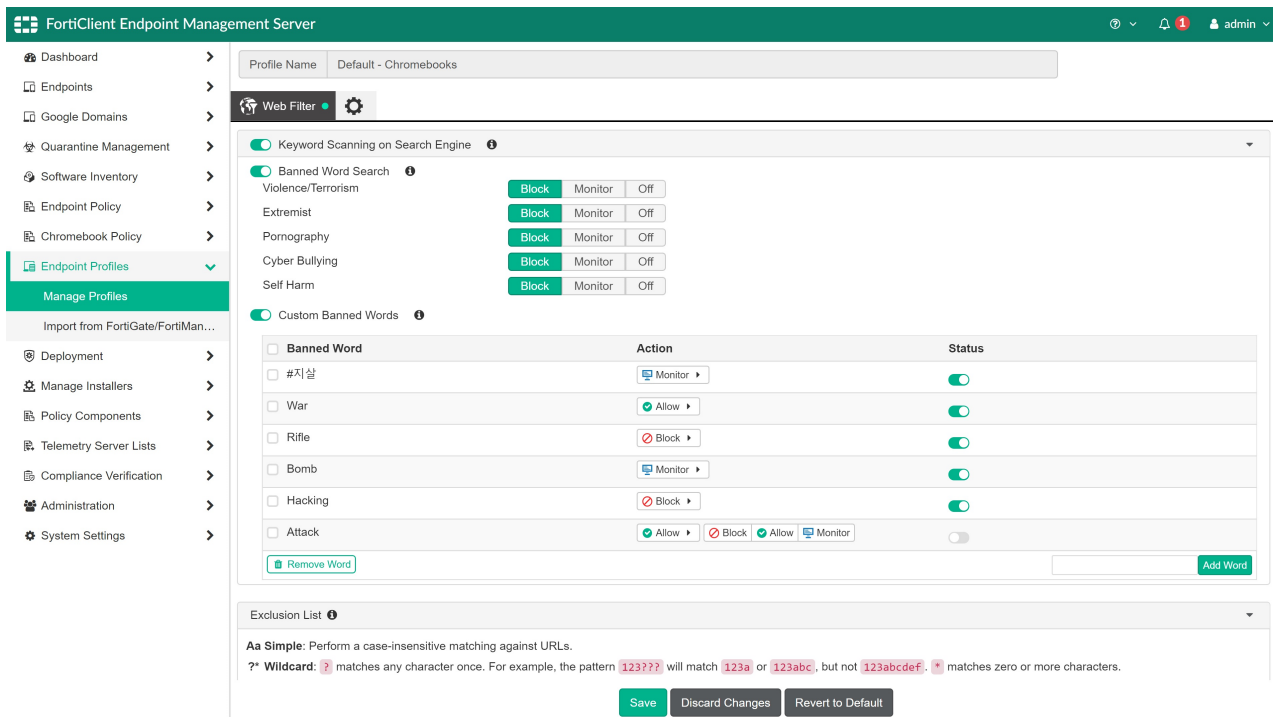 FortiClient Endpoint Management Server
1
admin
Dashboard
Endpoints
Google Domains
Quarantine Management
Software Inventory
Endpoint Policy
Chromebook Policy
Endpoint Profiles
Manage Profiles
Import from FortiGate/FortiMan...
Deployment
Manage Installers
Policy Components
Telemetry Server Lists
Compliance Verification
Administration
System Settings
Profile Name Default - Chromebooks
Web Filter
Keyword Scanning on Search Engine
Banned Word Search
Violence/Terrorism Block Monitor Off
Extremist Block Monitor Off
Pornography Block Monitor Off
Cyber Bullying Block Monitor Off
Self Harm Block Monitor Off
Custom Banned Words
Banned Word Action Status
#지살 Monitor
War Allow
Rifle Block
Bomb Monitor
Hacking Block
Attack Allow Block Allow Monitor
Remove Word Add Word
Exclusion List
Aa Simple: Perform a case-insensitive matching against URLs.
?* Wildcard: ? matches any character once. For example, the pattern 123??? will match 123a or 123abc, but not 123abcdef. * matches zero or more characters.
Save Discard Changes Revert to Default